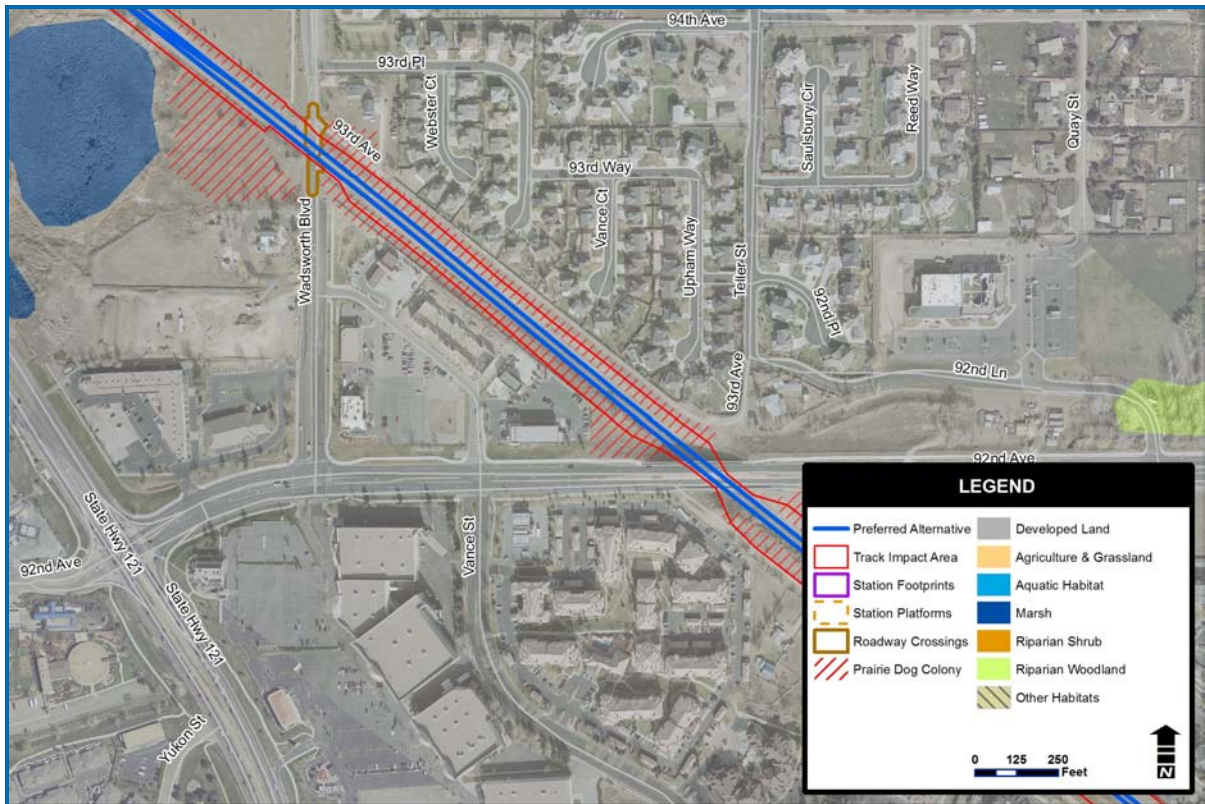 94th Ave
93rd Pl
Webster Ct
93rd Ave
Saulsbury Cir
Reed Way
Quay St
93rd Way
Vance Ct
Upham Way
Teller St
Wadsworth Blvd
92nd Pl
93rd Ave
92nd Ln
92nd Ave
State Hwy 121
92nd Ave
State Hwy 121
Vance St
Yukon St
LEGEND
Preferred Alternative
Track Impact Area
Station Footprints
Station Platforms
Roadway Crossings
Prairie Dog Colony
Developed Land
Agriculture & Grassland
Aquatic Habitat
Marsh
Riparian Shrub
Riparian Woodland
Other Habitats
0 125 250
Feet
N